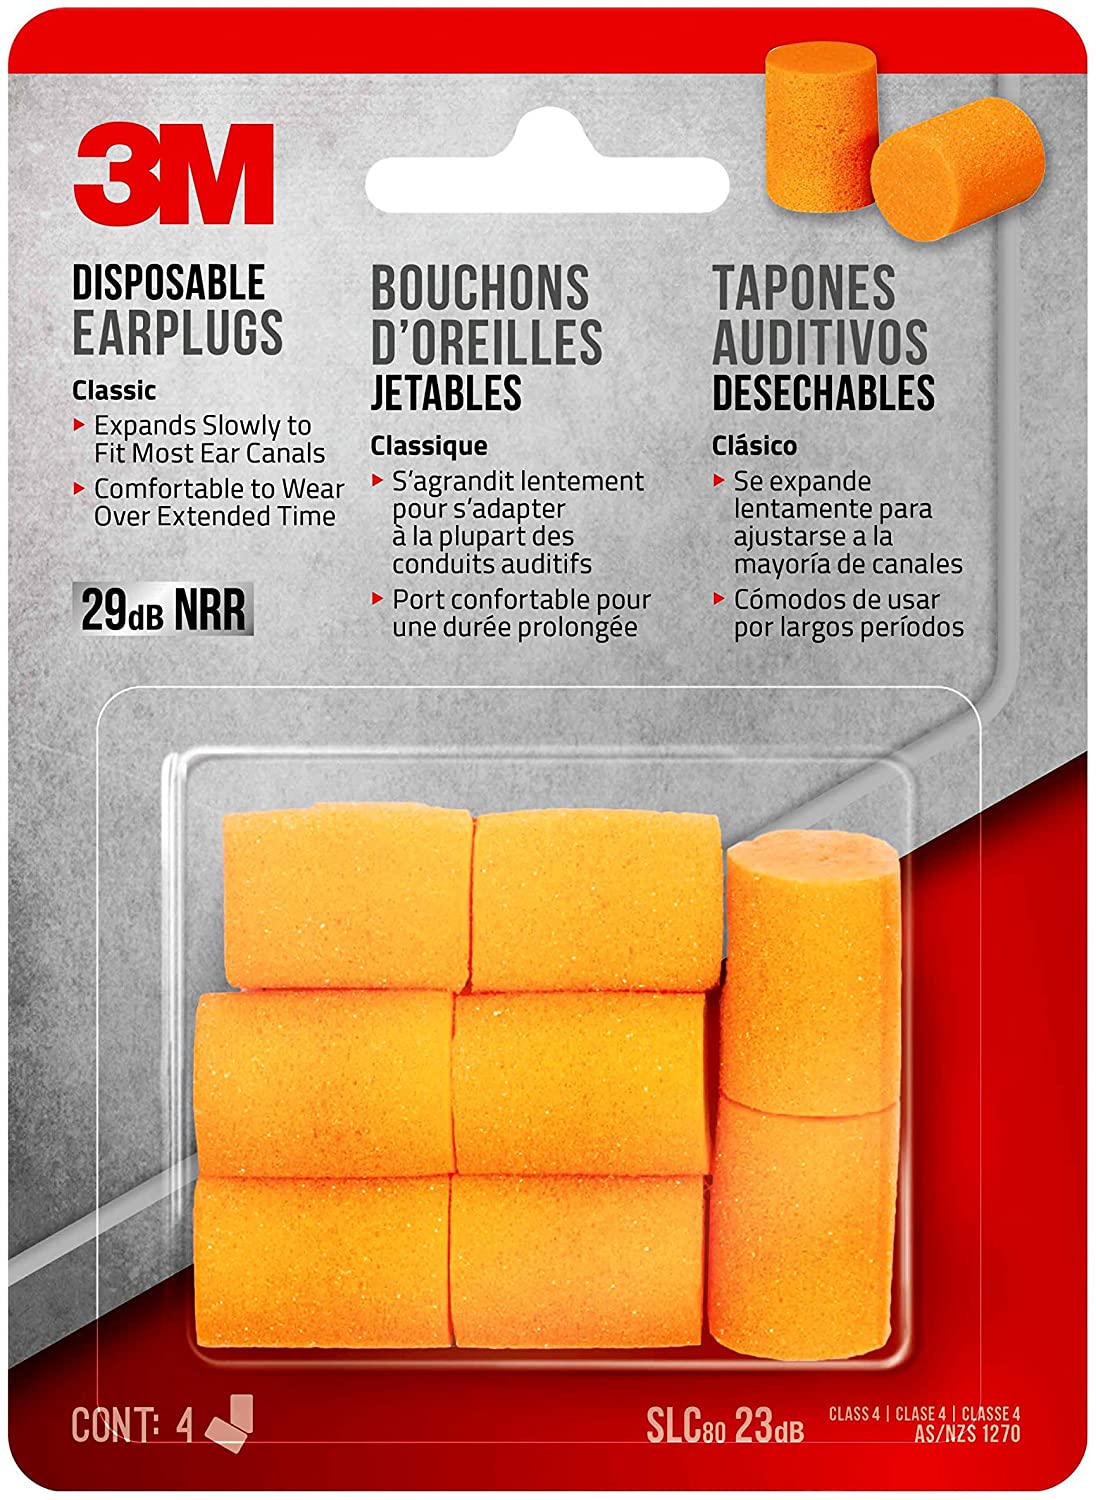 3M
DISPOSABLE
EARPLUGS
Classic
Expands Slowly to
Fit Most Ear Canals
Comfortable to Wear
Over Extended Time
29dB NRR
BOUCHONS
D'OREILLES
JETABLES
Classique
S'agrandit lentement
pour s'adapter
à la plupart des
conduits auditifs
Port confortable pour
une durée prolongée
TAPONES
AUDITIVOS
DESECHABLES
Clásico
Se expande
lentamente para
ajustarse a la
mayoría de canales
Cómodos de usar
por largos períodos
CONT: 4
SLC80 23dB
CLASS 4 | CLASE 4 | CLASSE 4
AS/NZS 1270